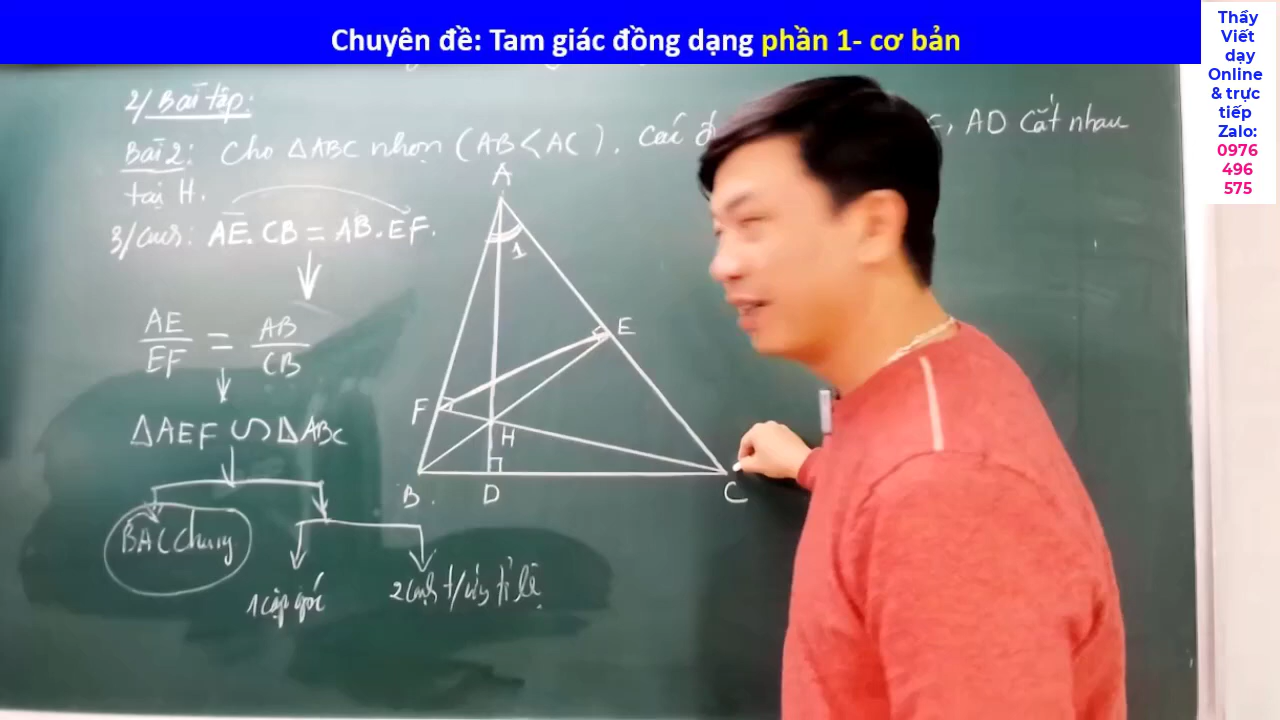 Chuyên đề: Tam giác đồng dạng phần 1- cơ bản
Thầy
Viết
dạy
Online
& trực
tiếp
Zalo:
0976
496
575
2/ Bài tập:
Bài 2: Cho ΔABC nhọn (AB < AC). Các , AD cắt nhau
tại H.
3/ cm: AE.CB = AB.EF.
AE/EF = AB/CB
ΔAEF ∽ ΔABC
BAC chung
1 cặp góc
2 cạnh t/ứng tỉ lệ
A
1
E
F
H
B
D
C